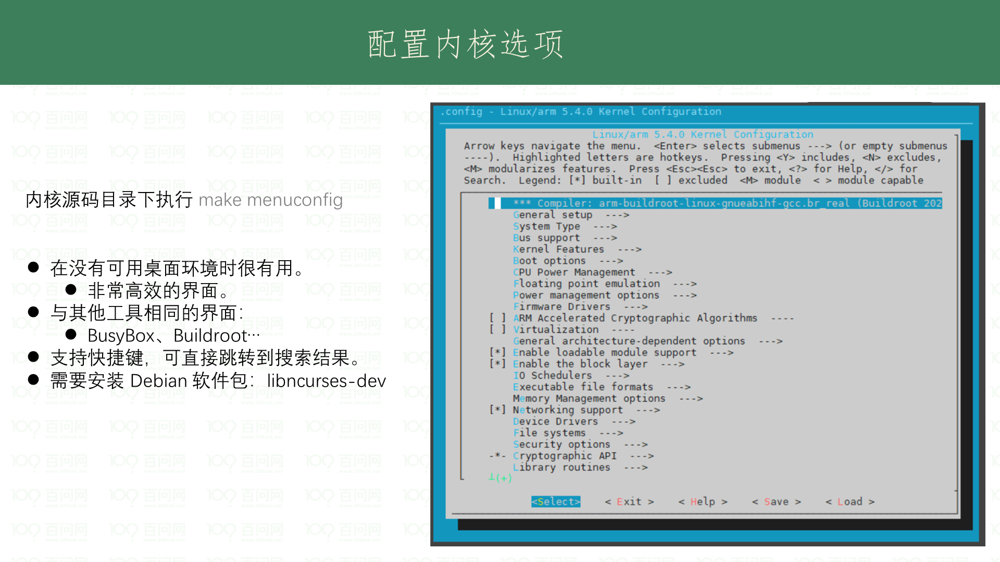 配置内核选项
内核源码目录下执行 make menuconfig
● 在没有可用桌面环境时很有用。
● 非常高效的界面。
● 与其他工具相同的界面：
● BusyBox、Buildroot…
● 支持快捷键，可直接跳转到搜索结果。
● 需要安装 Debian 软件包：libncurses-dev
.config - Linux/arm 5.4.0 Kernel Configuration
Linux/arm 5.4.0 Kernel Configuration
Arrow keys navigate the menu.  <Enter> selects submenus ---> (or empty submenus
----).  Highlighted letters are hotkeys.  Pressing <Y> includes, <N> excludes,
<M> modularizes features.  Press <Esc><Esc> to exit, <?> for Help, </> for
Search.  Legend: [*] built-in  [ ] excluded  <M> module  < > module capable
*** Compiler: arm-buildroot-linux-gnueabihf-gcc.br_real (Buildroot 202
General setup  --->
System Type  --->
Bus support  --->
Kernel Features  --->
Boot options  --->
CPU Power Management  --->
Floating point emulation  --->
Power management options  --->
Firmware Drivers  --->
[ ] ARM Accelerated Cryptographic Algorithms  ----
[ ] Virtualization  ----
General architecture-dependent options  --->
[*] Enable loadable module support  --->
[*] Enable the block layer  --->
IO Schedulers  --->
Executable file formats  --->
Memory Management options  --->
[*] Networking support  --->
Device Drivers  --->
File systems  --->
Security options  --->
-*- Cryptographic API  --->
Library routines  --->
┴(+)
<Select>    < Exit >    < Help >    < Save >    < Load >
百问网
www.100ask.net